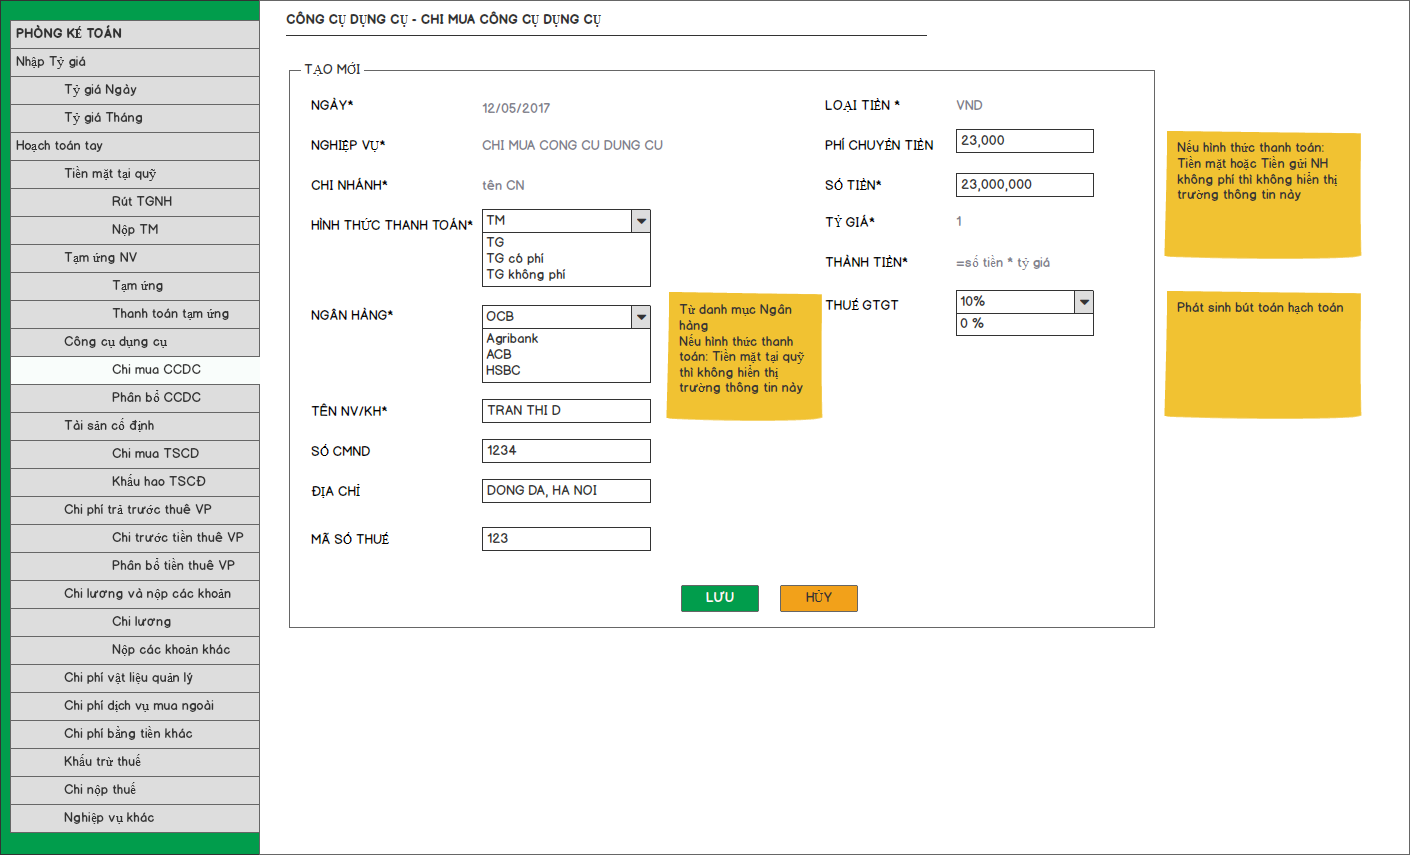 PHÒNG KẾ TOÁN
Nhập Tỷ giá
Tỷ giá Ngày
Tỷ giá Tháng
Hoạch toán tay
Tiền mặt tại quỹ
Rút TGNH
Nộp TM
Tạm ứng NV
Tạm ứng
Thanh toán tạm ứng
Công cụ dụng cụ
Chi mua CCDC
Phân bổ CCDC
Tài sản cố định
Chi mua TSCD
Khấu hao TSCĐ
Chi phí trả trước thuê VP
Chi trước tiền thuê VP
Phân bổ tiền thuê VP
Chi lương và nộp các khoản
Chi lương
Nộp các khoản khác
Chi phí vật liệu quản lý
Chi phí dịch vụ mua ngoài
Chi phí bằng tiền khác
Khấu trừ thuế
Chi nộp thuế
Nghiệp vụ khác
CÔNG CỤ DỤNG CỤ - CHI MUA CÔNG CỤ DỤNG CỤ
TẠO MỚI
NGÀY* 12/05/2017
NGHIỆP VỤ* CHI MUA CONG CU DUNG CU
CHI NHÁNH* tên CN
HÌNH THỨC THANH TOÁN* TM
TG
TG có phí
TG không phí
NGÂN HÀNG* OCB
Agribank
ACB
HSBC
TÊN NV/KH* TRAN THI D
SỐ CMND 1234
ĐỊA CHỈ DONG DA, HA NOI
MÃ SỐ THUẾ 123
LOẠI TIỀN * VND
PHÍ CHUYỂN TIỀN 23,000
SỐ TIỀN* 23,000,000
TỶ GIÁ* 1
THÀNH TIỀN* =số tiền * tỷ giá
THUẾ GTGT 10%
0 %
Từ danh mục Ngân
hàng
Nếu hình thức thanh
toán: Tiền mặt tại quỹ
thì không hiển thị
trường thông tin này
LƯU HỦY
Nếu hình thức thanh toán:
Tiền mặt hoặc Tiền gửi NH
không phí thì không hiển thị
trường thông tin này
Phát sinh bút toán hạch toán